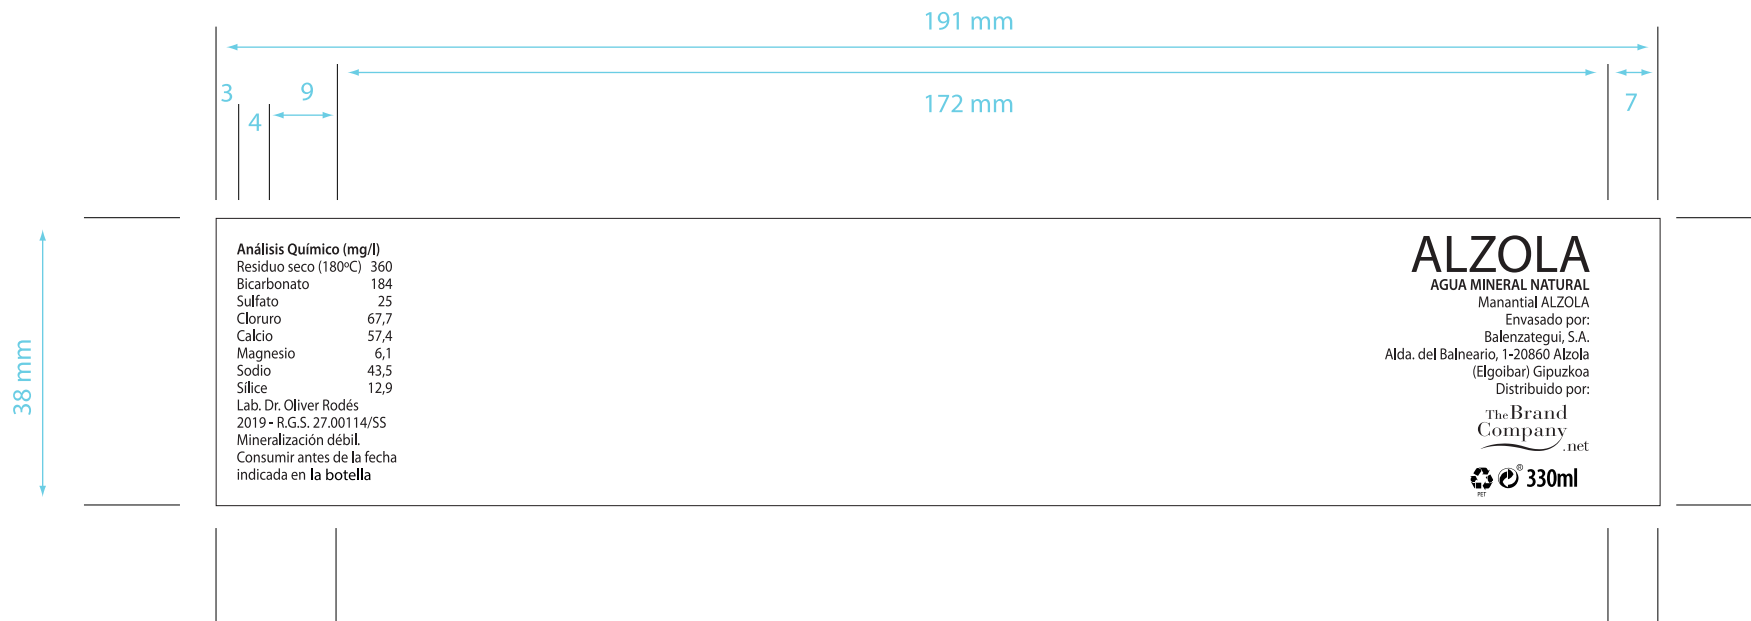 191 mm
3
4
9
172 mm
7
38 mm
Análisis Químico (mg/l)
Residuo seco (180ºC) 360
Bicarbonato 184
Sulfato 25
Cloruro 67,7
Calcio 57,4
Magnesio 6,1
Sodio 43,5
Sílice 12,9
Lab. Dr. Oliver Rodés
2019 - R.G.S. 27.00114/SS
Mineralización débil.
Consumir antes de la fecha
indicada en la botella
ALZOLA
AGUA MINERAL NATURAL
Manantial ALZOLA
Envasado por:
Balenzategui, S.A.
Alda. del Balneario, 1-20860 Alzola
(Elgoibar) Gipuzkoa
Distribuido por:
The Brand
Company
.net
PET
® 330ml